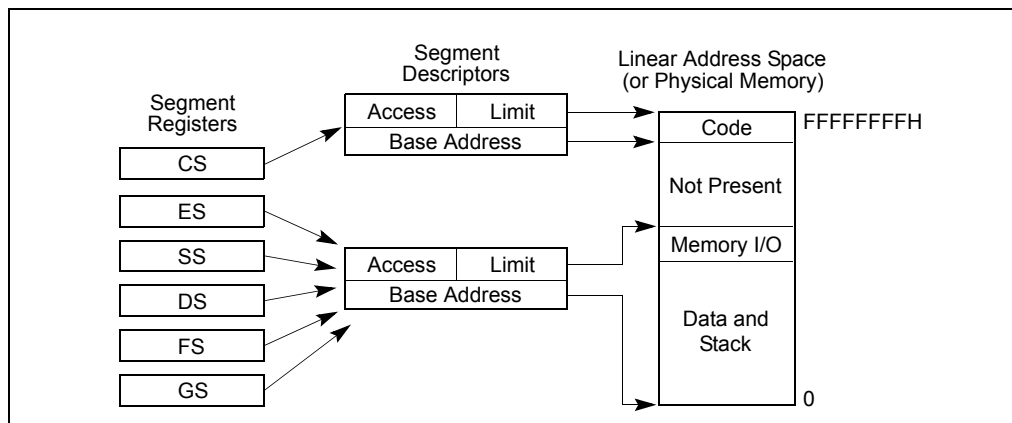 Segment
Registers
CS
ES
SS
DS
FS
GS
Segment
Descriptors
Access
Limit
Base Address
Access
Limit
Base Address
Linear Address Space
(or Physical Memory)
Code
FFFFFFFFH
Not Present
Memory I/O
Data and
Stack
0